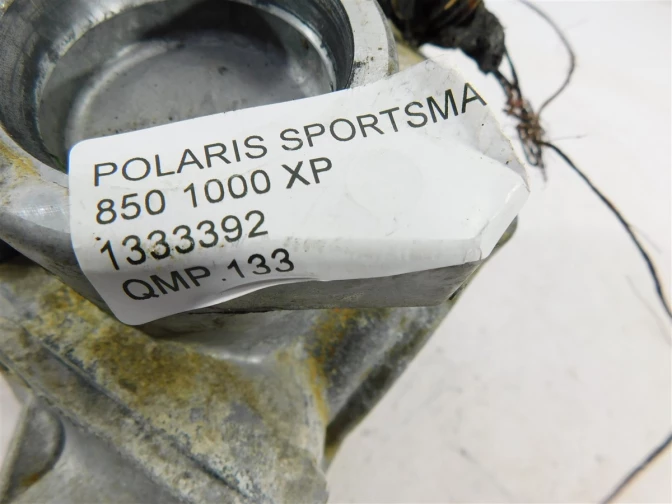 POLARIS SPORTSMA
850 1000 XP
1333392
QMP.133